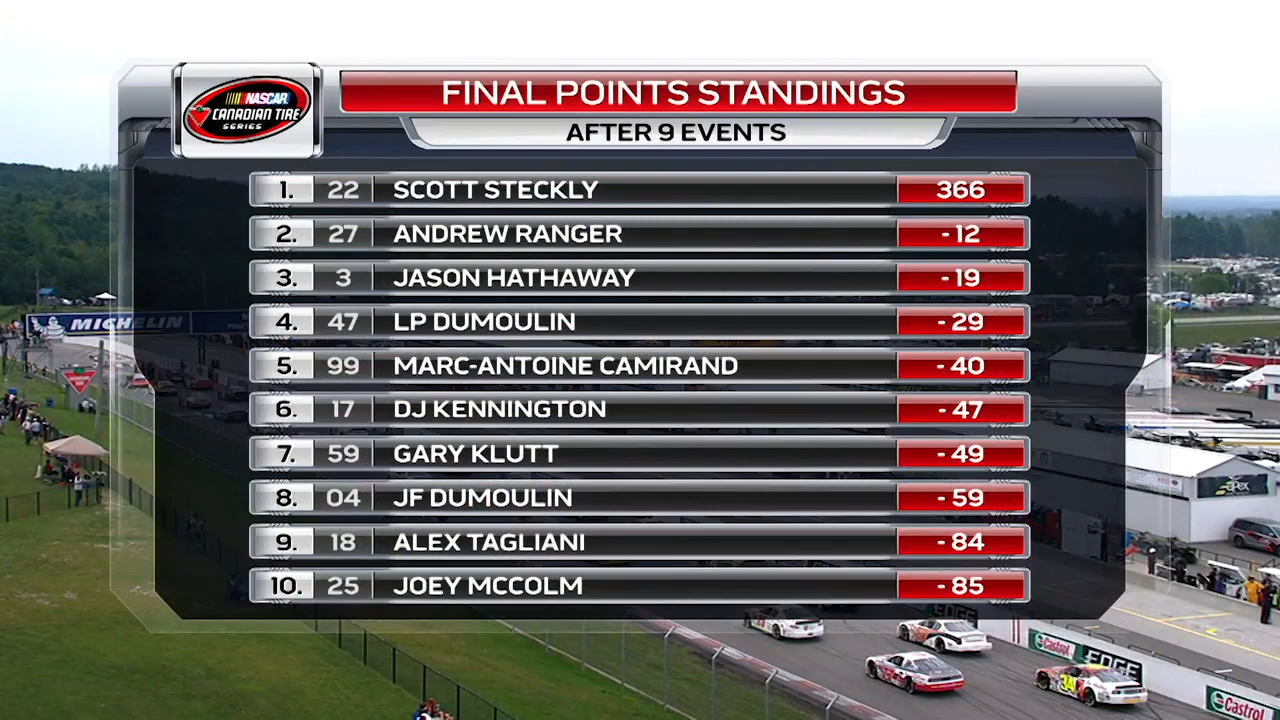 NASCAR
CANADIAN TIRE
SERIES
FINAL POINTS STANDINGS
AFTER 9 EVENTS
1. 22 SCOTT STECKLY 366
2. 27 ANDREW RANGER - 12
3. 3 JASON HATHAWAY - 19
4. 47 LP DUMOULIN - 29
5. 99 MARC-ANTOINE CAMIRAND - 40
6. 17 DJ KENNINGTON - 47
7. 59 GARY KLUTT - 49
8. 04 JF DUMOULIN - 59
9. 18 ALEX TAGLIANI - 84
10. 25 JOEY MCCOLM - 85
MICHELIN
APEX
EDGE
Castrol EDGE
34
Castrol